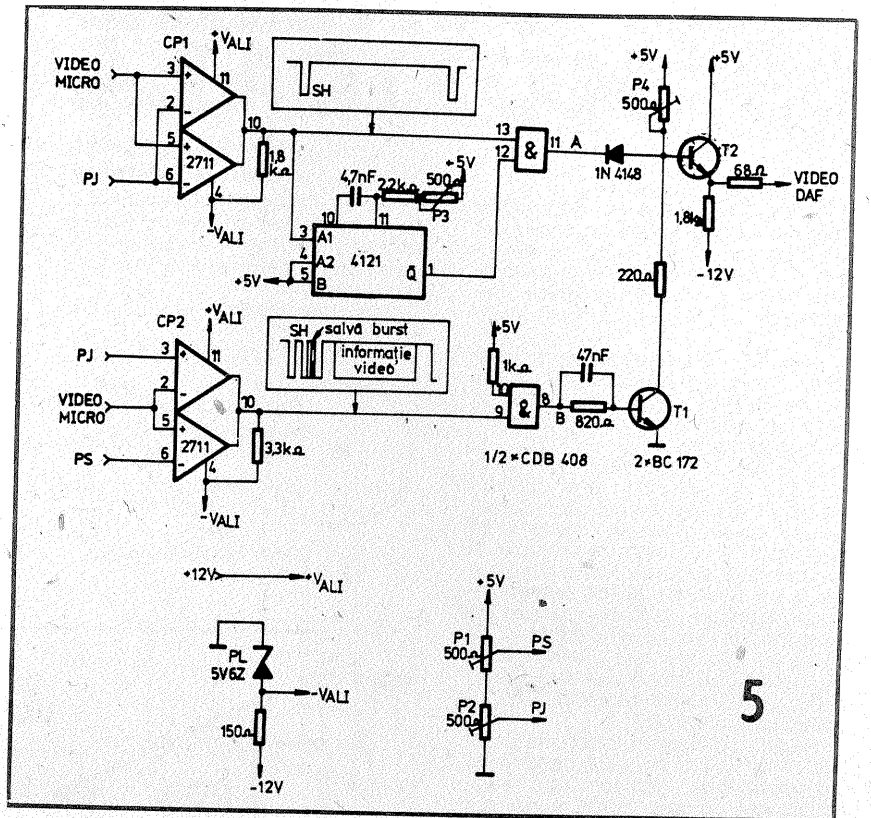 CP1
+VALI
VIDEO
MICRO
3
2
5
6
+
-
+
-
11
10
2711
4
PJ
-VALI
1,8
kΩ
SH
4,7nF
2,2kΩ
500Ω
+5V
P3
10
11
3
4
5
A1
A2
B
4121
Q̄
1
+5V
13
12
&
11
A
1N 4148
+5V
P4
500Ω
+5V
T2
68Ω
VIDEO
DAF
1,8k
-12V
220Ω
CP2
+VALI
PJ
VIDEO
MICRO
PS
3
2
5
6
+
-
+
-
11
10
2711
4
-VALI
3,3kΩ
SH
salvă burst
informație
video
+5V
1kΩ
10
9
&
8
B
47nF
820Ω
T1
1/2 × CDB 408
2×BC 172
+12V
+VALI
PL
5V6Z
-VALI
150Ω
-12V
+5V
P1
500Ω
PS
P2
500Ω
PJ
5